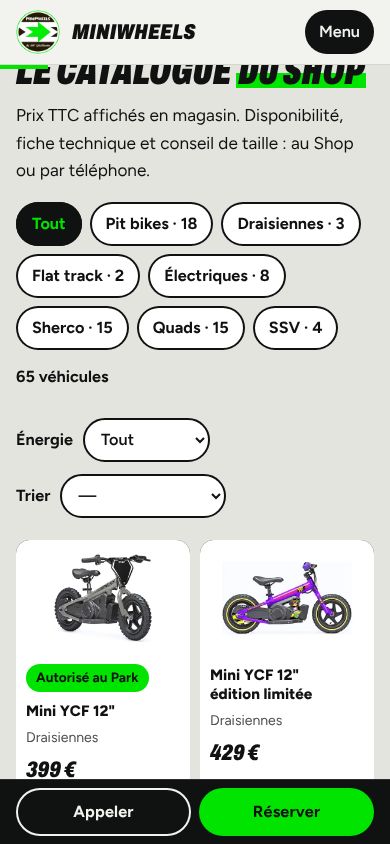 MINIWHEELS
Menu
LE CATALOGUE DU SHOP
Prix TTC affichés en magasin. Disponibilité,
fiche technique et conseil de taille : au Shop
ou par téléphone.
Tout
Pit bikes · 18
Draisiennes · 3
Flat track · 2
Électriques · 8
Sherco · 15
Quads · 15
SSV · 4
65 véhicules
Énergie
Tout
Trier
—
Autorisé au Park
Mini YCF 12"
Draisiennes
399 €
Mini YCF 12"
édition limitée
Draisiennes
429 €
Appeler
Réserver